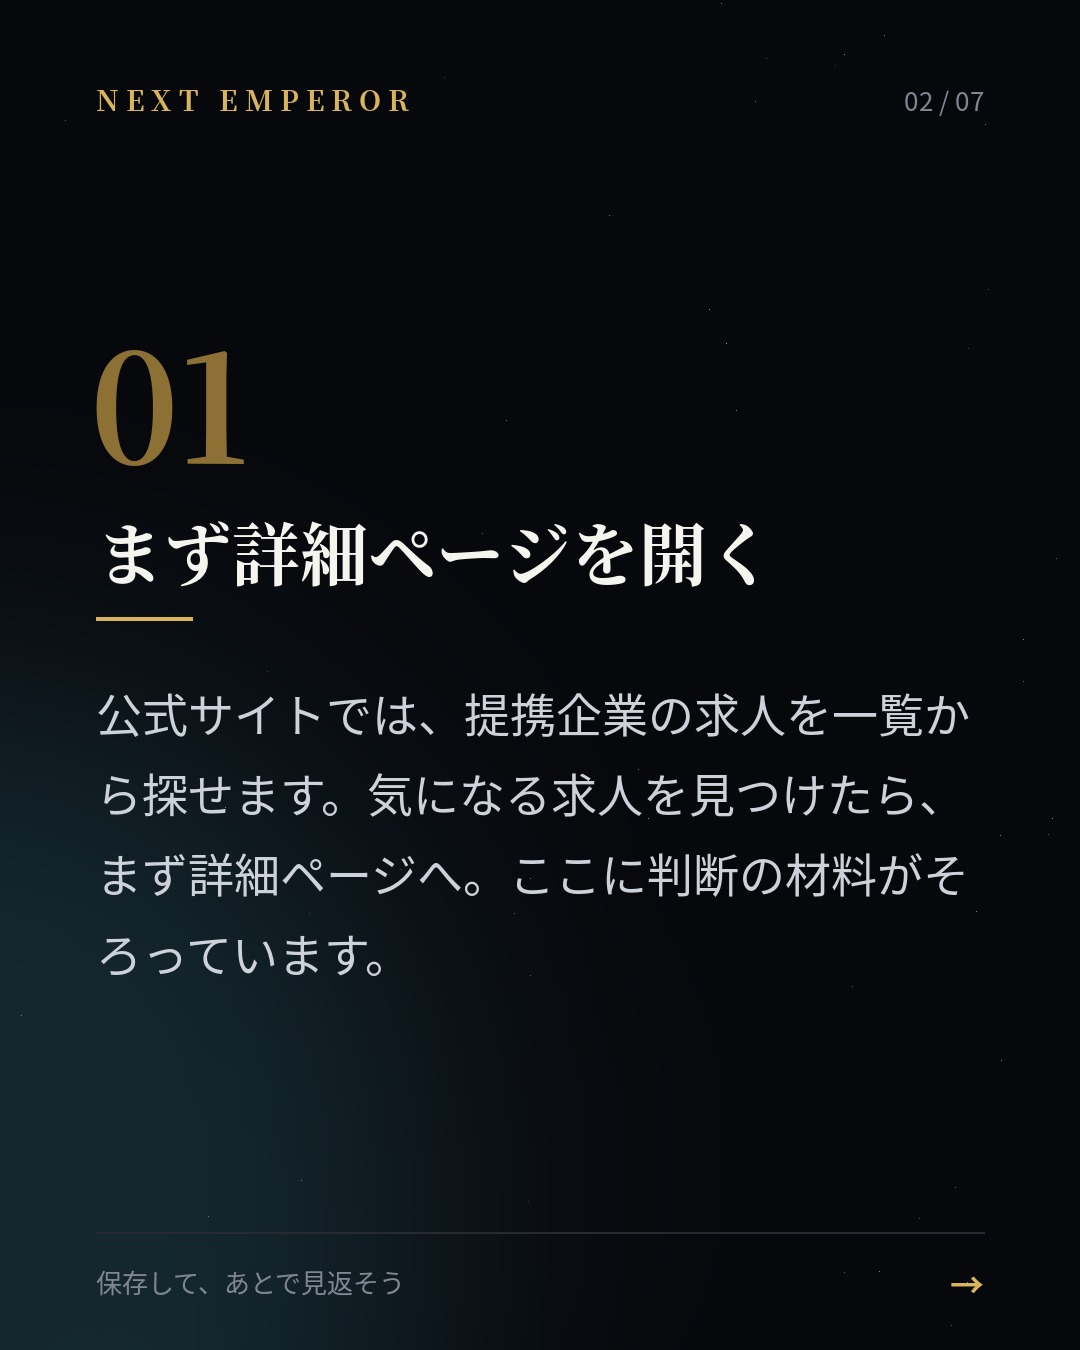 NEXT EMPEROR
02 / 07
01
まず詳細ページを開く
公式サイトでは、提携企業の求人を一覧か
ら探せます。気になる求人を見つけたら、
まず詳細ページへ。ここに判断の材料がそ
ろっています。
保存して、あとで見返そう
→